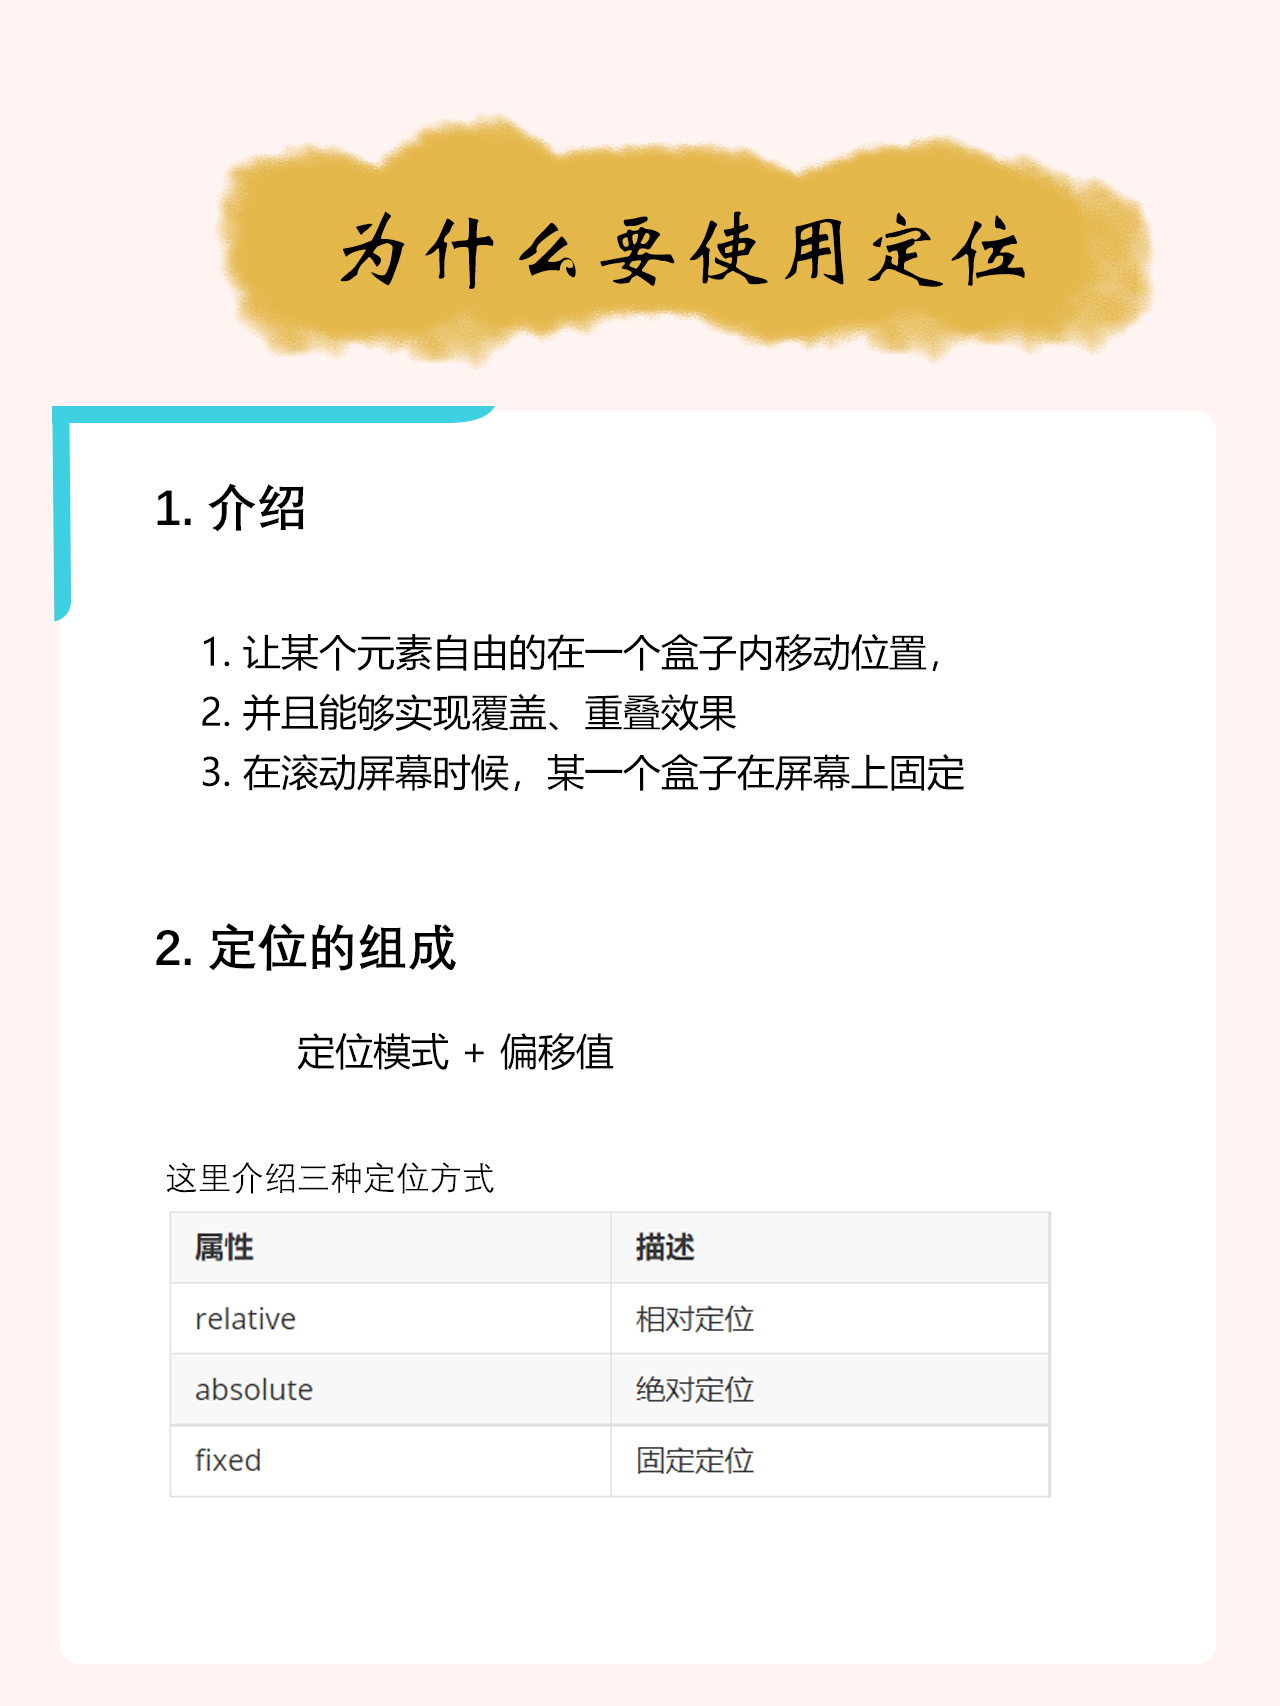 为什么要使用定位
1. 介绍
1. 让某个元素自由的在一个盒子内移动位置，
2. 并且能够实现覆盖、重叠效果
3. 在滚动屏幕时候，某一个盒子在屏幕上固定
2. 定位的组成
定位模式 + 偏移值
这里介绍三种定位方式
属性 描述
relative 相对定位
absolute 绝对定位
fixed 固定定位